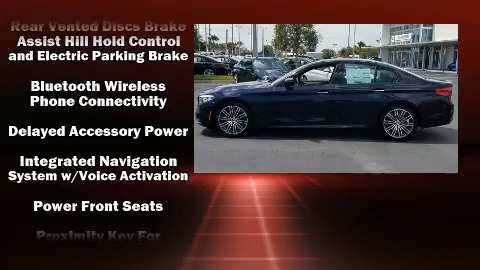 Rear Vented Discs Brake
Assist Hill Hold Control
and Electric Parking Brake
Bluetooth Wireless
Phone Connectivity
Delayed Accessory Power
Integrated Navigation
System w/Voice Activation
Power Front Seats
Proximity Key For